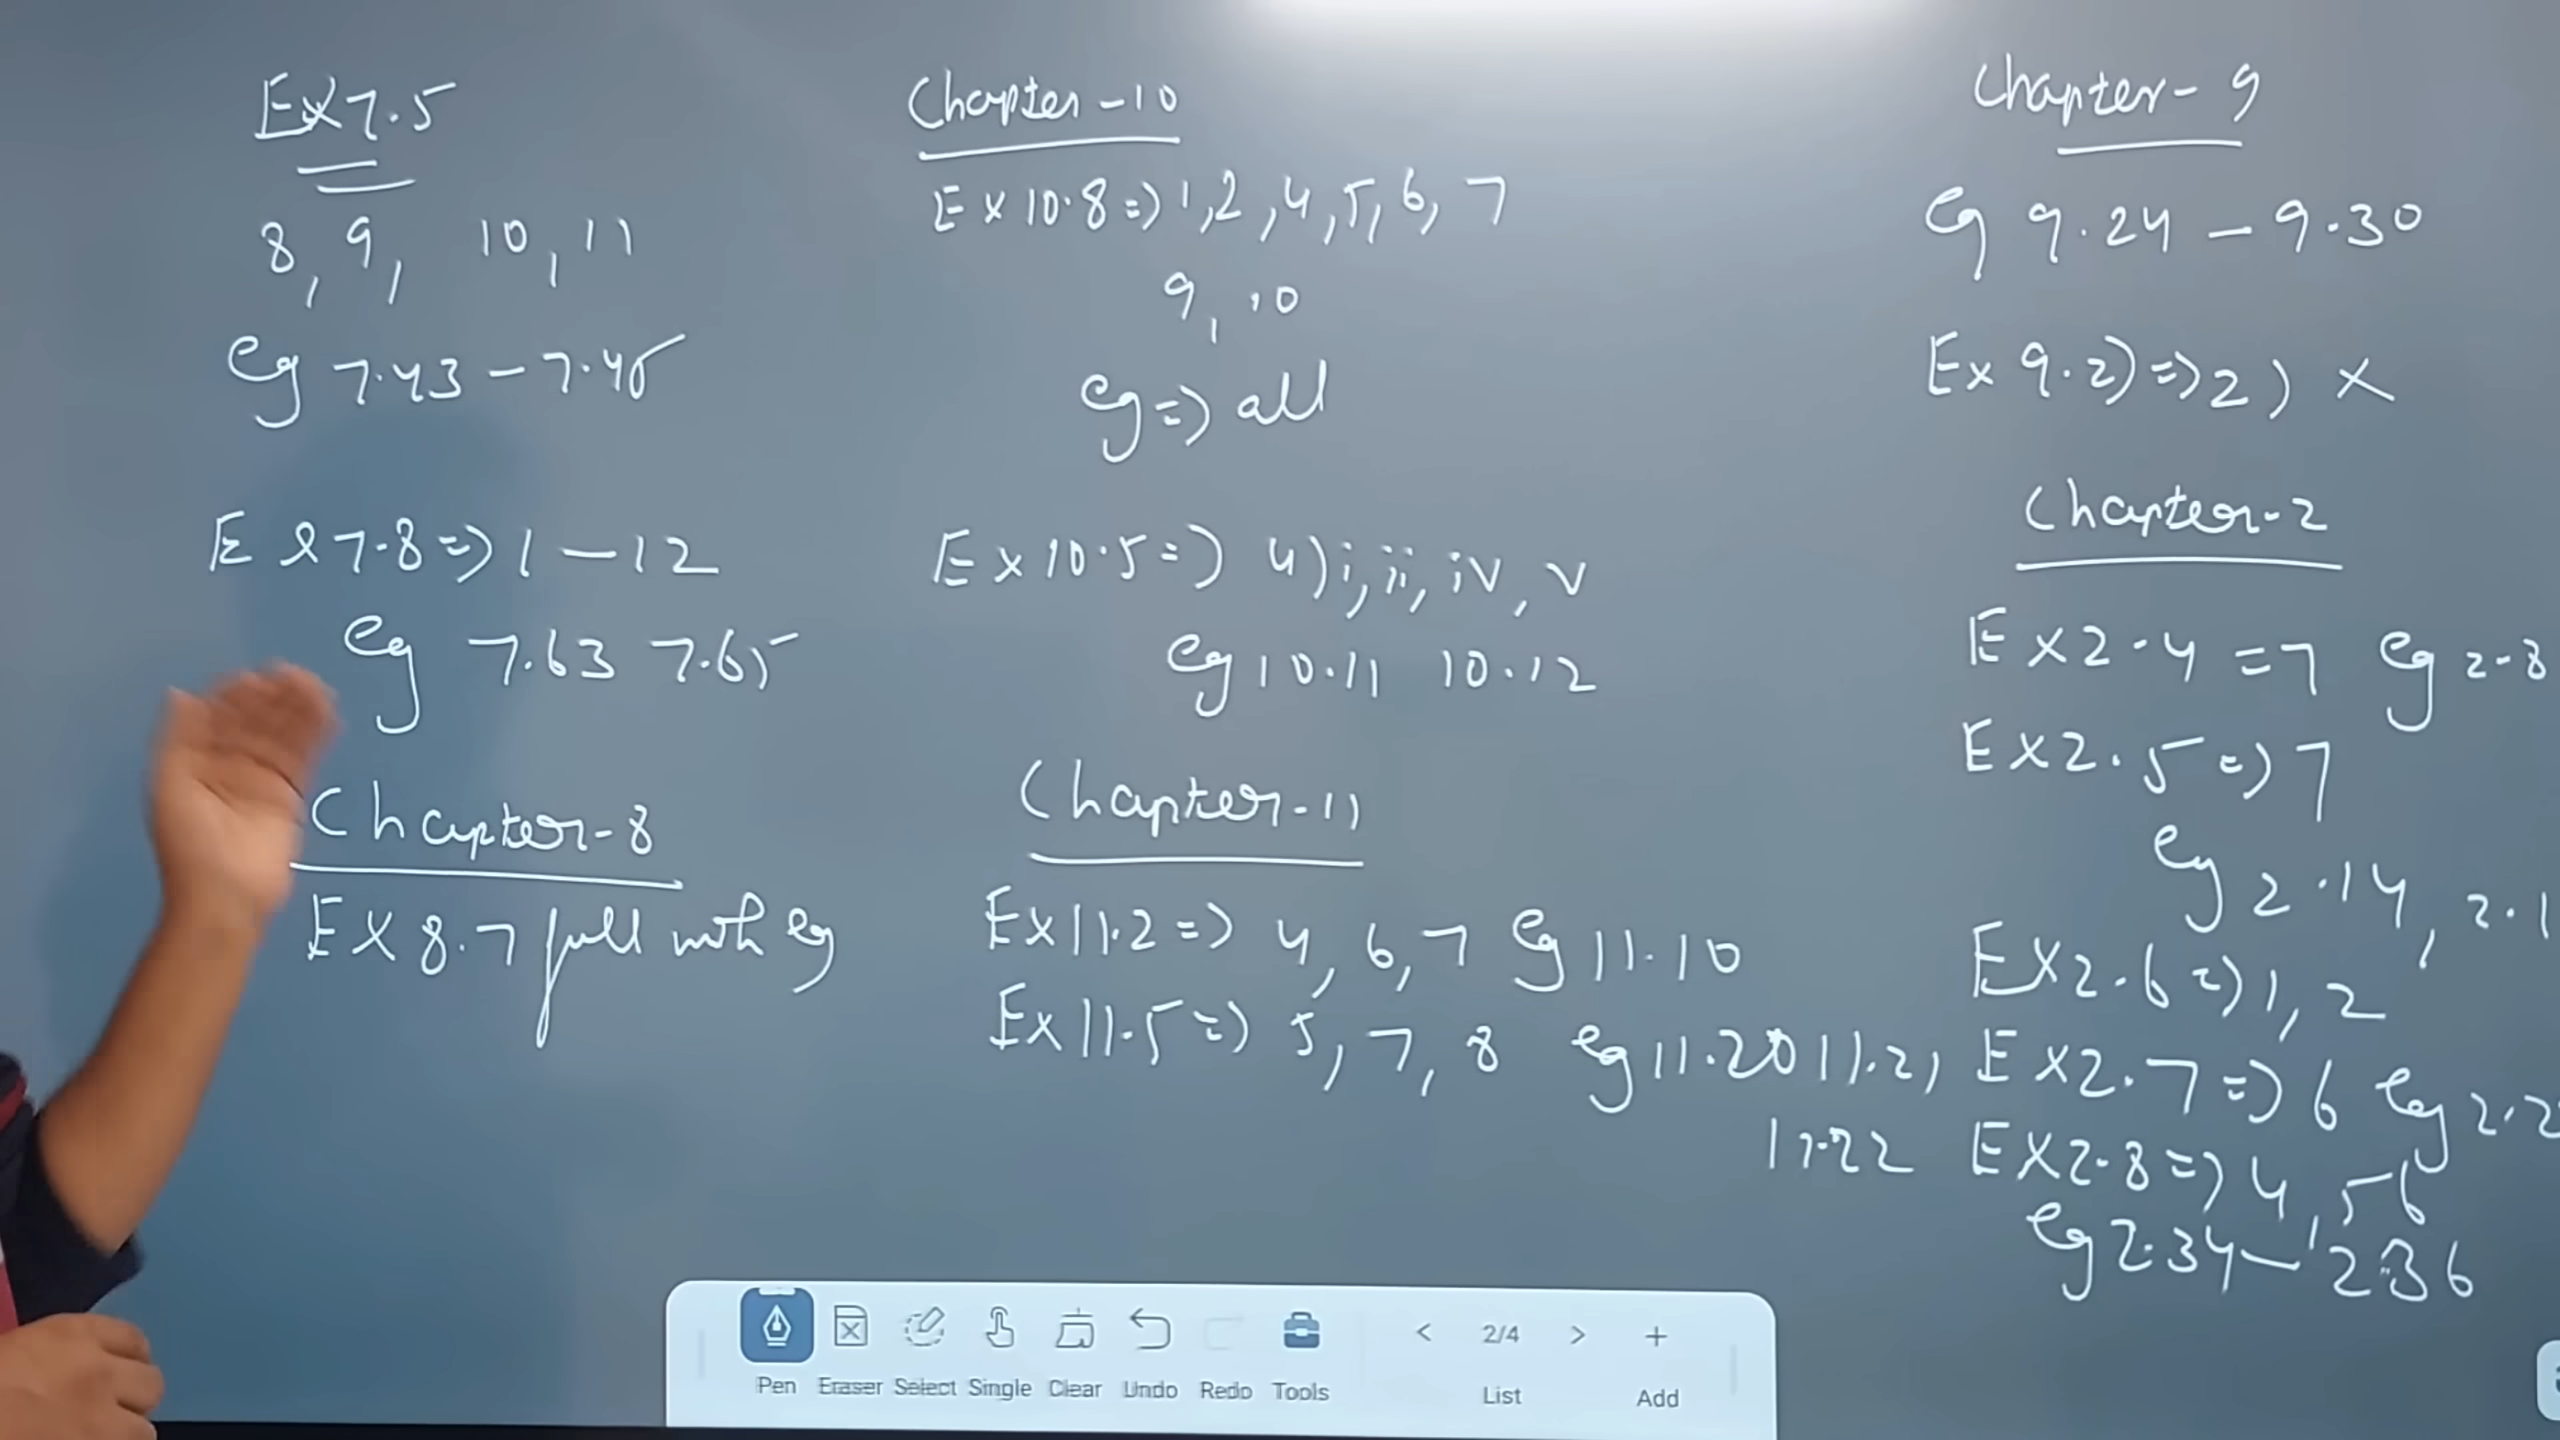 Ex 7.5
8, 9, 10, 11
eg 7.43 - 7.45
Ex 7.8 => 1 - 12
eg 7.63 7.65
Chapter - 8
Ex 8.7 full with eg
Chapter - 10
Ex 10.8 => 1, 2, 4, 5, 6, 7
9, 10
eg => all
Ex 10.5 => 4) i, ii, iv, v
eg 10.11 10.12
Chapter - 11
Ex 11.2 => 4, 6, 7 eg 11.10
Ex 11.5 => 5, 7, 8 eg 11.20 11.21
11.22
Chapter - 9
eg 9.24 - 9.30
Ex 9.2) => 2) x
Chapter - 2
Ex 2.4 = 7 eg 2-8
Ex 2.5 => 7
eg 2.14,
Ex 2.6 => 1, 2
Ex 2.7 => 6 eg
Ex 2.8 => 4, 5 6
eg 2.34 - 2.36
Pen Eraser Select Single Clear Undo Redo Tools
< 2/4 > +
List Add